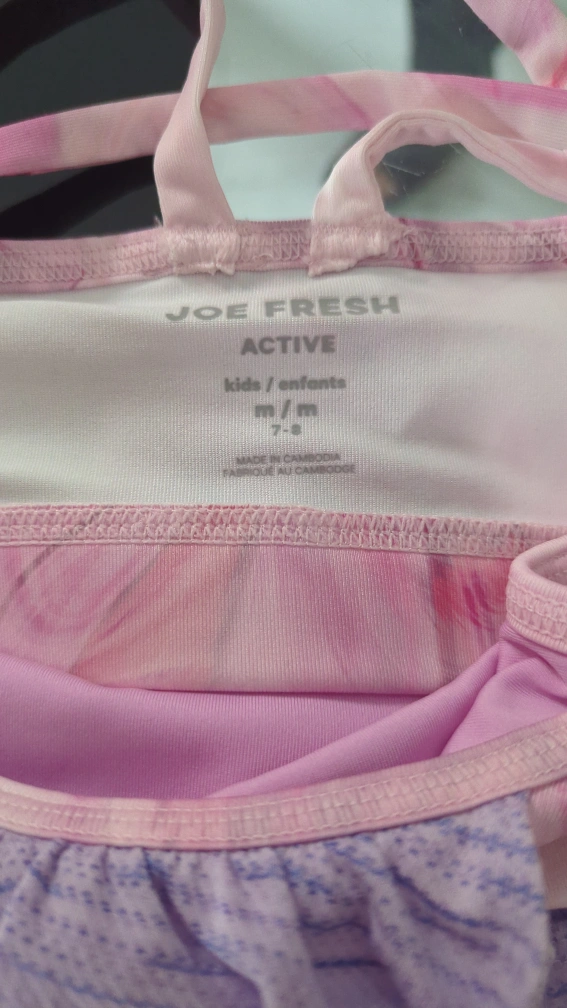 JOE FRESH
ACTIVE
kids / enfants
m / m
7-8
MADE IN CAMBODIA
FABRIQUÉ AU CAMBODGE